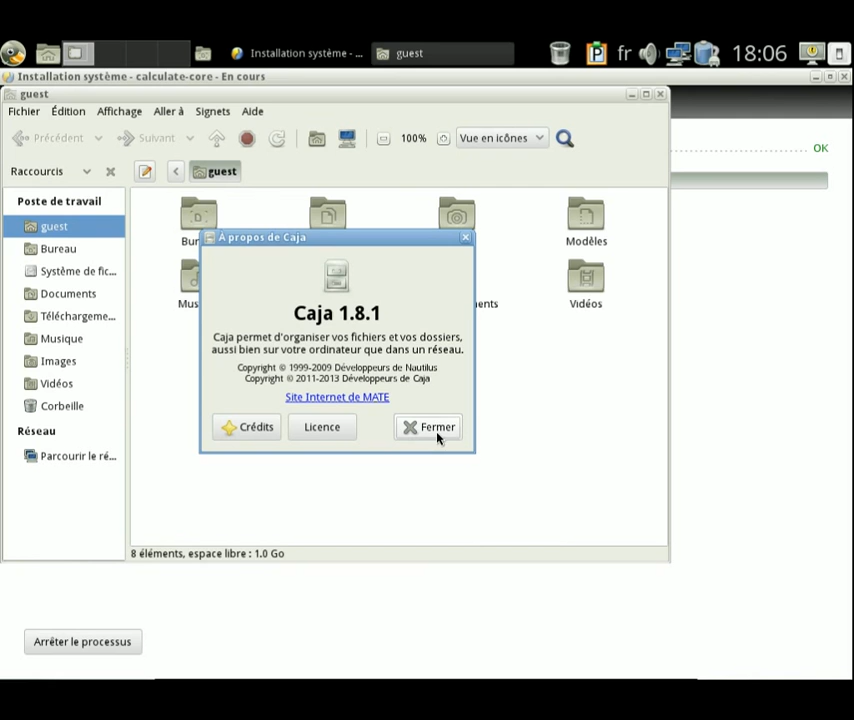 Installation système - ...
guest
fr
18:06
Installation système - calculate-core - En cours
guest
Fichier Édition Affichage Aller à Signets Aide
Précédent Suivant 100% Vue en icônes
Raccourcis guest
OK
Poste de travail
guest
Bureau
Système de fic...
Documents
Téléchargeme...
Musique
Images
Vidéos
Corbeille
Réseau
Parcourir le ré...
Modèles
Vidéos
À propos de Caja
Caja 1.8.1
Caja permet d'organiser vos fichiers et vos dossiers,
aussi bien sur votre ordinateur que dans un réseau.
Copyright © 1999-2009 Développeurs de Nautilus
Copyright © 2011-2013 Développeurs de Caja
Site Internet de MATE
Crédits Licence Fermer
8 éléments, espace libre : 1.0 Go
Arrêter le processus